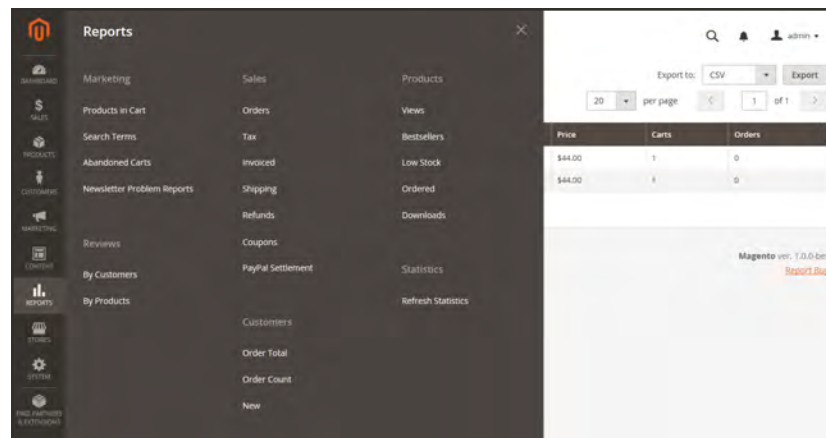 Reports
DASHBOARD
SALES
PRODUCTS
CUSTOMERS
MARKETING
CONTENT
REPORTS
STORES
SYSTEM
FIND PARTNERS
& EXTENSIONS
Marketing
Products in Cart
Search Terms
Abandoned Carts
Newsletter Problem Reports
Reviews
By Customers
By Products
Sales
Orders
Tax
Invoiced
Shipping
Refunds
Coupons
PayPal Settlement
Customers
Order Total
Order Count
New
Products
Views
Bestsellers
Low Stock
Ordered
Downloads
Statistics
Refresh Statistics
admin
Export to: CSV Export
20 per page 1 of 1
Price Carts Orders
$44.00 1 0
$44.00 1 0
Magento ver. 1.0.0-be
Report Bu